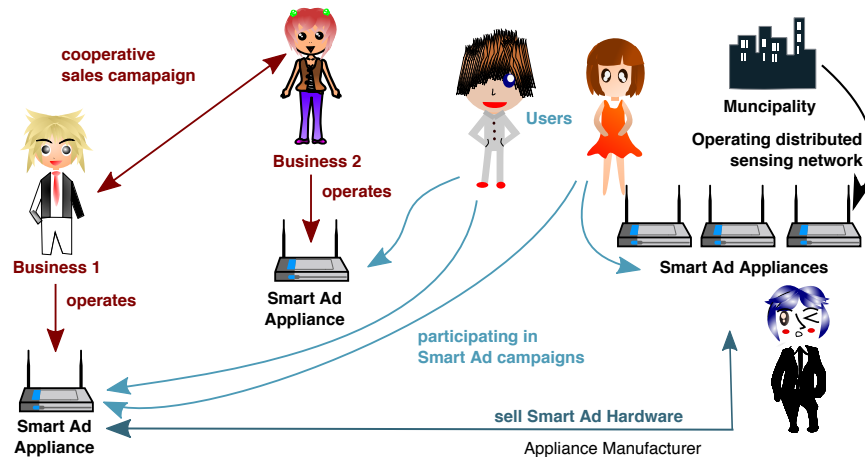 cooperative
sales camapaign
Business 2
operates
Business 1
operates
Smart Ad
Appliance
Smart Ad
Appliance
Users
Muncipality
Operating distributed
sensing network
Smart Ad Appliances
participating in
Smart Ad campaigns
sell Smart Ad Hardware
Appliance Manufacturer